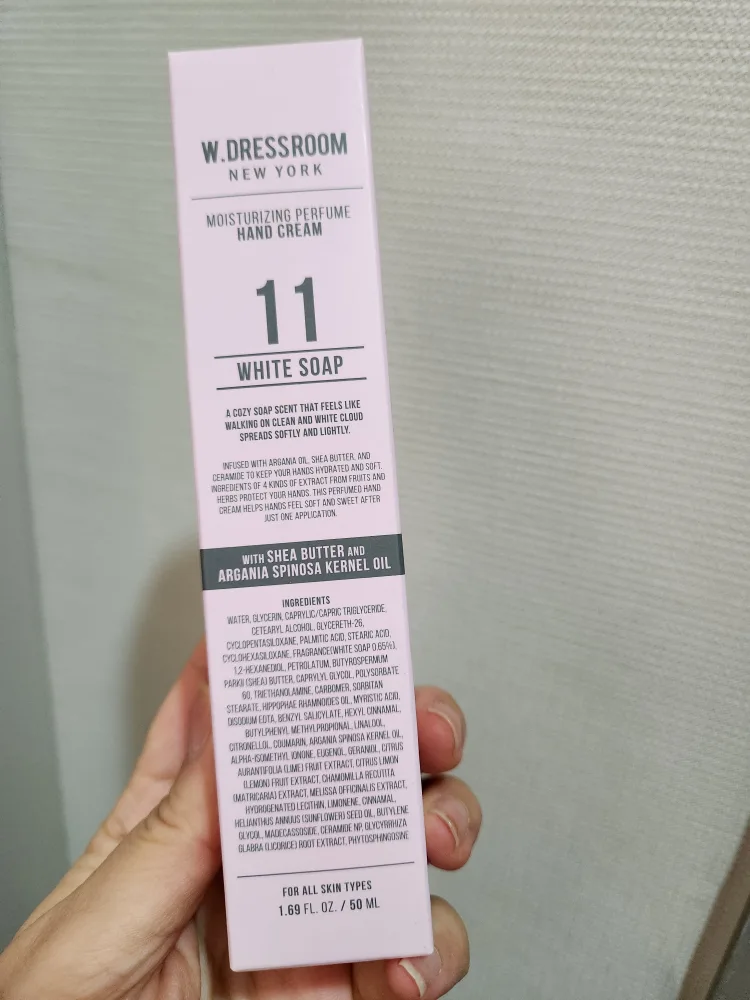 W.DRESSROOM
NEW YORK
MOISTURIZING PERFUME
HAND CREAM
11
WHITE SOAP
A COZY SOAP SCENT THAT FEELS LIKE
WALKING ON CLEAN AND WHITE CLOUD
SPREADS SOFTLY AND LIGHTLY.
INFUSED WITH ARGANIA OIL, SHEA BUTTER, AND
CERAMIDE TO KEEP YOUR HANDS HYDRATED AND SOFT.
INGREDIENTS OF 4 KINDS OF EXTRACT FROM FRUITS AND
HERBS PROTECT YOUR HANDS. THIS PERFUMED HAND
CREAM HELPS HANDS FEEL SOFT AND SWEET AFTER
JUST ONE APPLICATION.
WITH SHEA BUTTER AND
ARGANIA SPINOSA KERNEL OIL
INGREDIENTS
WATER, GLYCERIN, CAPRYLIC/CAPRIC TRIGLYCERIDE,
CETEARYL ALCOHOL, GLYCERETH-26,
CYCLOPENTASILOXANE, PALMITIC ACID, STEARIC ACID,
CYCLOHEXASILOXANE, FRAGRANCE(WHITE SOAP 0.65%),
1,2-HEXANEDIOL, PETROLATUM, BUTYROSPERMUM
PARKII (SHEA) BUTTER, CAPRYLYL GLYCOL, POLYSORBATE
60, TRIETHANOLAMINE, CARBOMER, SORBITAN
STEARATE, HIPPOPHAE RHAMNOIDES OIL, MYRISTIC ACID,
DISODIUM EDTA, BENZYL SALICYLATE, HEXYL CINNAMAL,
BUTYLPHENYL METHYLPROPIONAL, LINALOOL,
CITRONELLOL, COUMARIN, ARGANIA SPINOSA KERNEL OIL,
ALPHA-ISOMETHYL IONONE, EUGENOL, GERANIOL, CITRUS
AURANTIFOLIA (LIME) FRUIT EXTRACT, CITRUS LIMON
(LEMON) FRUIT EXTRACT, CHAMOMILLA RECUTITA
(MATRICARIA) EXTRACT, MELISSA OFFICINALIS EXTRACT,
HYDROGENATED LECITHIN, LIMONENE, CINNAMAL,
HELIANTHUS ANNUUS (SUNFLOWER) SEED OIL, BUTYLENE
GLYCOL, MADECASSOSIDE, CERAMIDE NP, GLYCYRRHIZA
GLABRA (LICORICE) ROOT EXTRACT, PHYTOSPHINGOSINE
FOR ALL SKIN TYPES
1.69 FL. OZ. / 50 ML